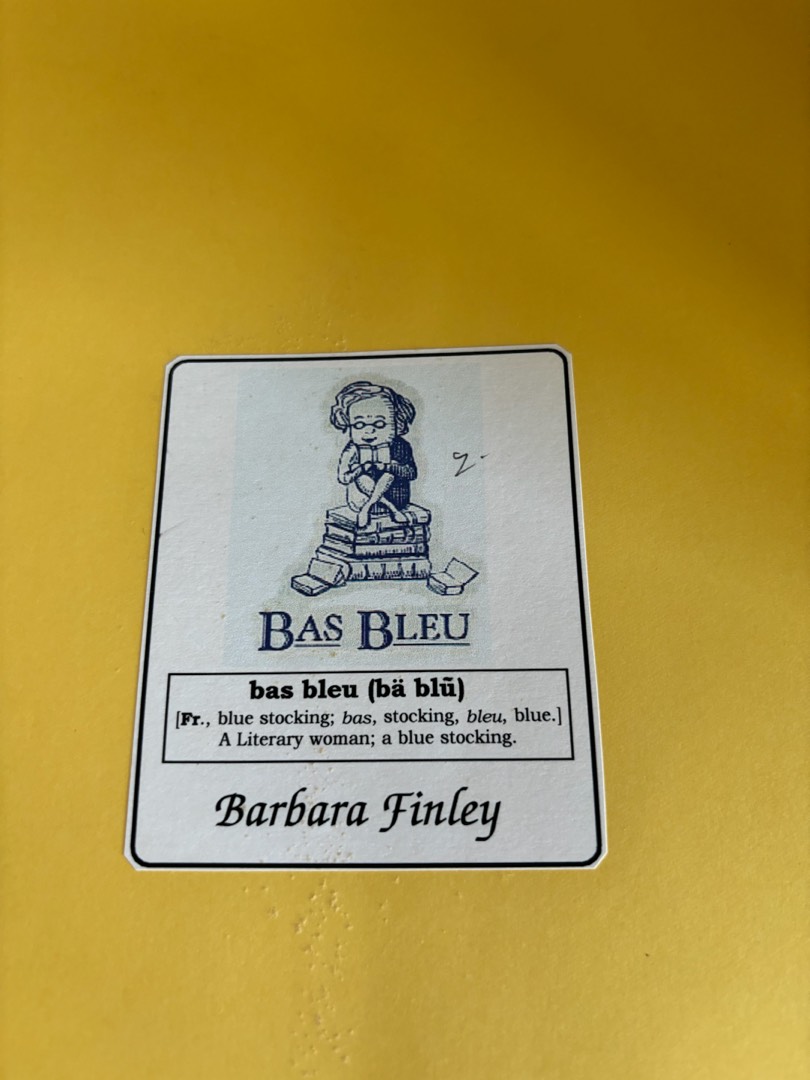 BAS BLEU
bas bleu (bä blū)
[Fr., blue stocking; bas, stocking, bleu, blue.]
A Literary woman; a blue stocking.
Barbara Finley